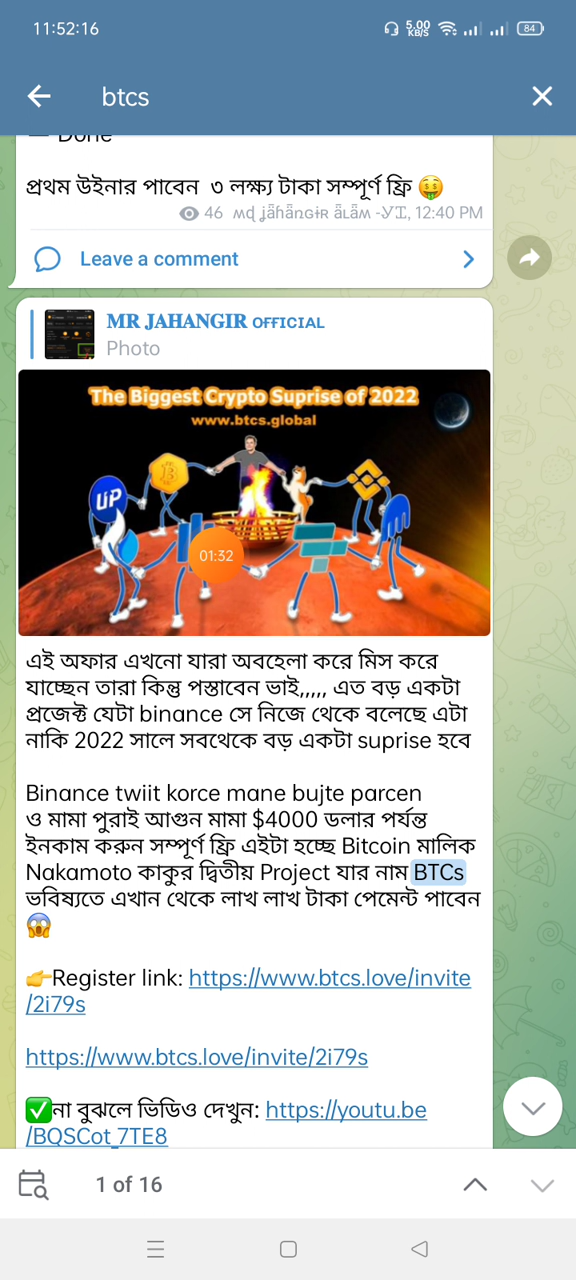 11:52:16
5.00 KB/S
84
btcs
Done
প্রথম উইনার পাবেন ৩ লক্ষ্য টাকা সম্পূর্ণ ফ্রি 🤑
46
12:40 PM
Leave a comment
MR JAHANGIR OFFICIAL
Photo
The Biggest Crypto Suprise of 2022
www.btcs.global
UP
01:32
এই অফার এখনো যারা অবহেলা করে মিস করে
যাচ্ছেন তারা কিন্তু পস্তাবেন ভাই,,,,, এত বড় একটা
প্রজেক্ট যেটা binance সে নিজে থেকে বলেছে এটা
নাকি 2022 সালে সবথেকে বড় একটা suprise হবে
Binance twiit korce mane bujte parcen
ও মামা পুরাই আগুন মামা $4000 ডলার পর্যন্ত
ইনকাম করুন সম্পূর্ণ ফ্রি এইটা হচ্ছে Bitcoin মালিক
Nakamoto কাকুর দ্বিতীয় Project যার নাম BTCs
ভবিষ্যতে এখান থেকে লাখ লাখ টাকা পেমেন্ট পাবেন
😱
👉Register link: https://www.btcs.love/invite
/2i79s
https://www.btcs.love/invite/2i79s
✅না বুঝলে ভিডিও দেখুন: https://youtu.be
/BQSCot_7TE8
1 of 16